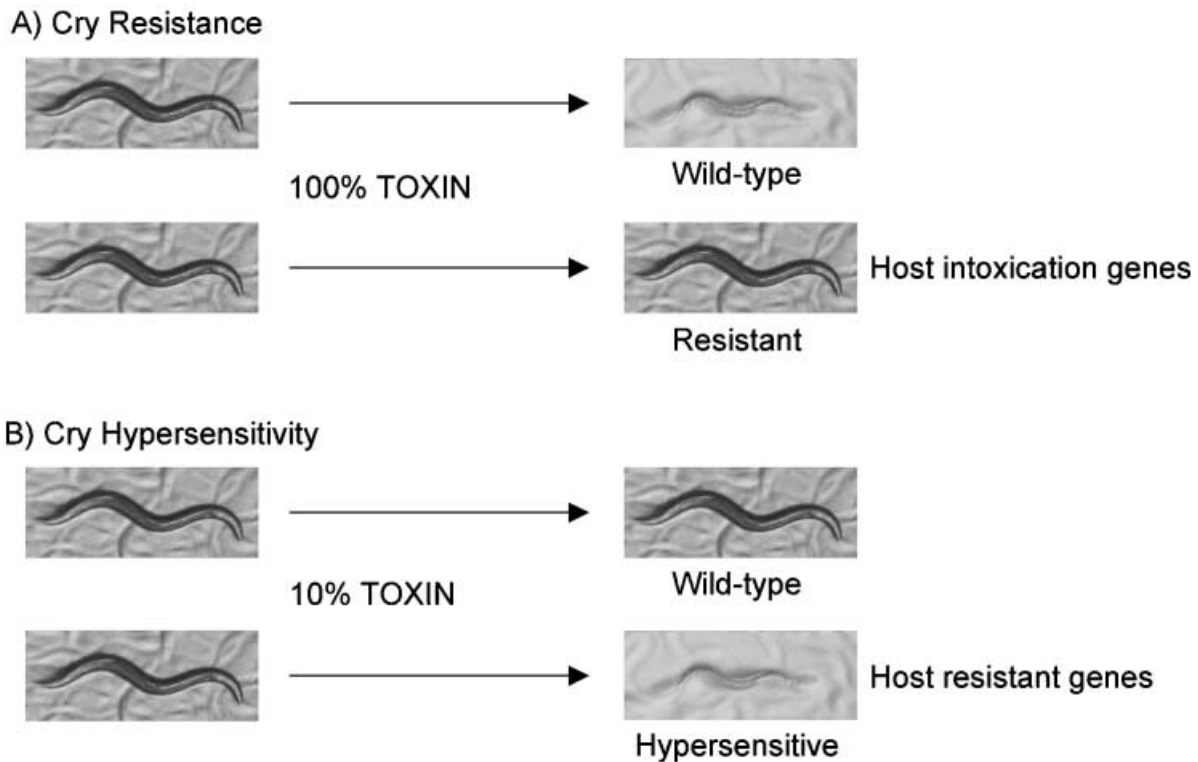 A) Cry Resistance
Wild-type
100% TOXIN
Host intoxication genes
Resistant
B) Cry Hypersensitivity
Wild-type
10% TOXIN
Host resistant genes
Hypersensitive